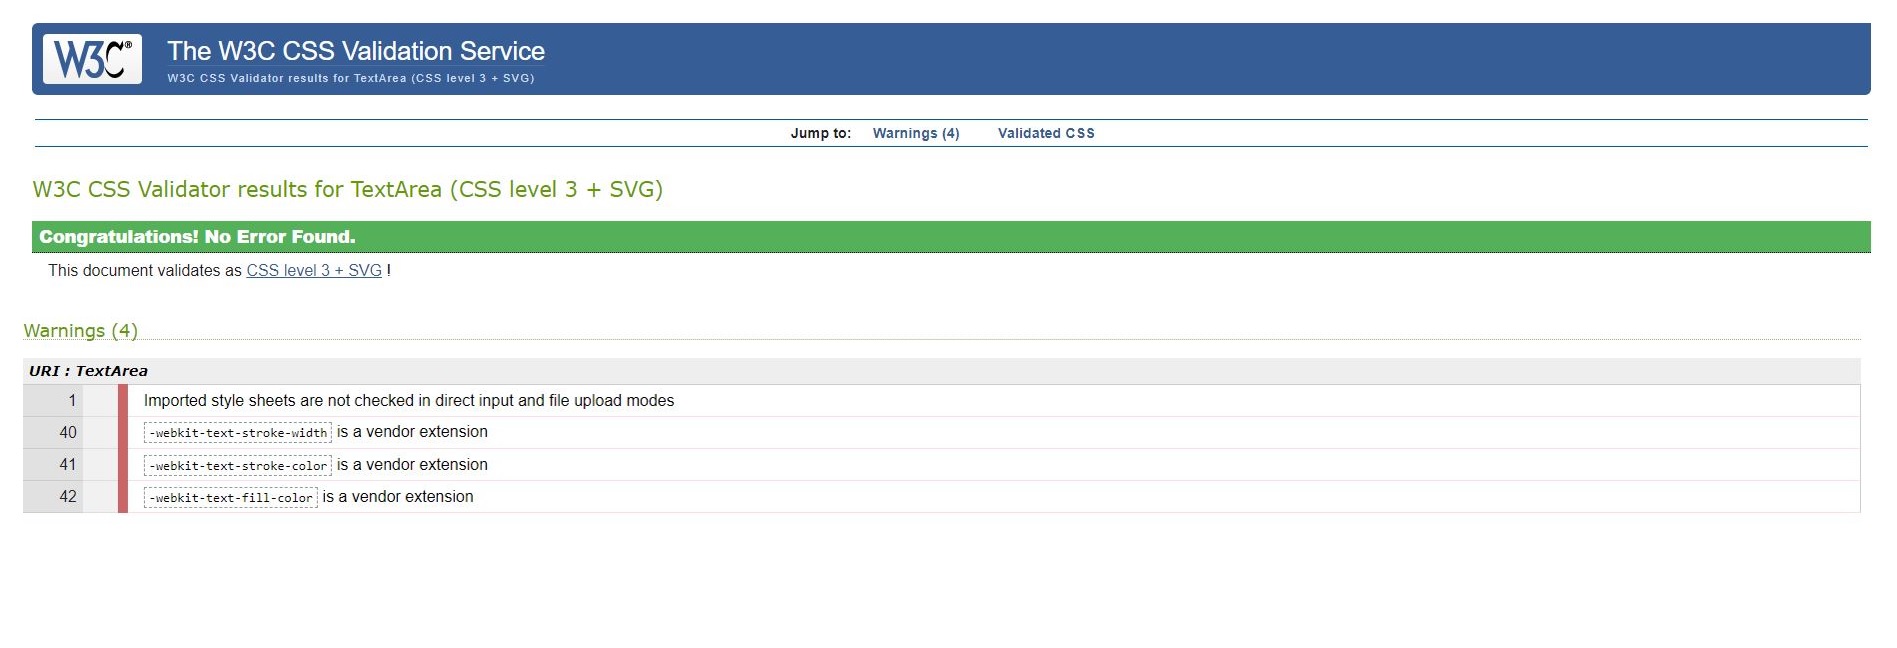 W3C®
The W3C CSS Validation Service
W3C CSS Validator results for TextArea (CSS level 3 + SVG)
Jump to: Warnings (4) Validated CSS
W3C CSS Validator results for TextArea (CSS level 3 + SVG)
Congratulations! No Error Found.
This document validates as CSS level 3 + SVG !
Warnings (4)
URI : TextArea
1 Imported style sheets are not checked in direct input and file upload modes
40 -webkit-text-stroke-width is a vendor extension
41 -webkit-text-stroke-color is a vendor extension
42 -webkit-text-fill-color is a vendor extension